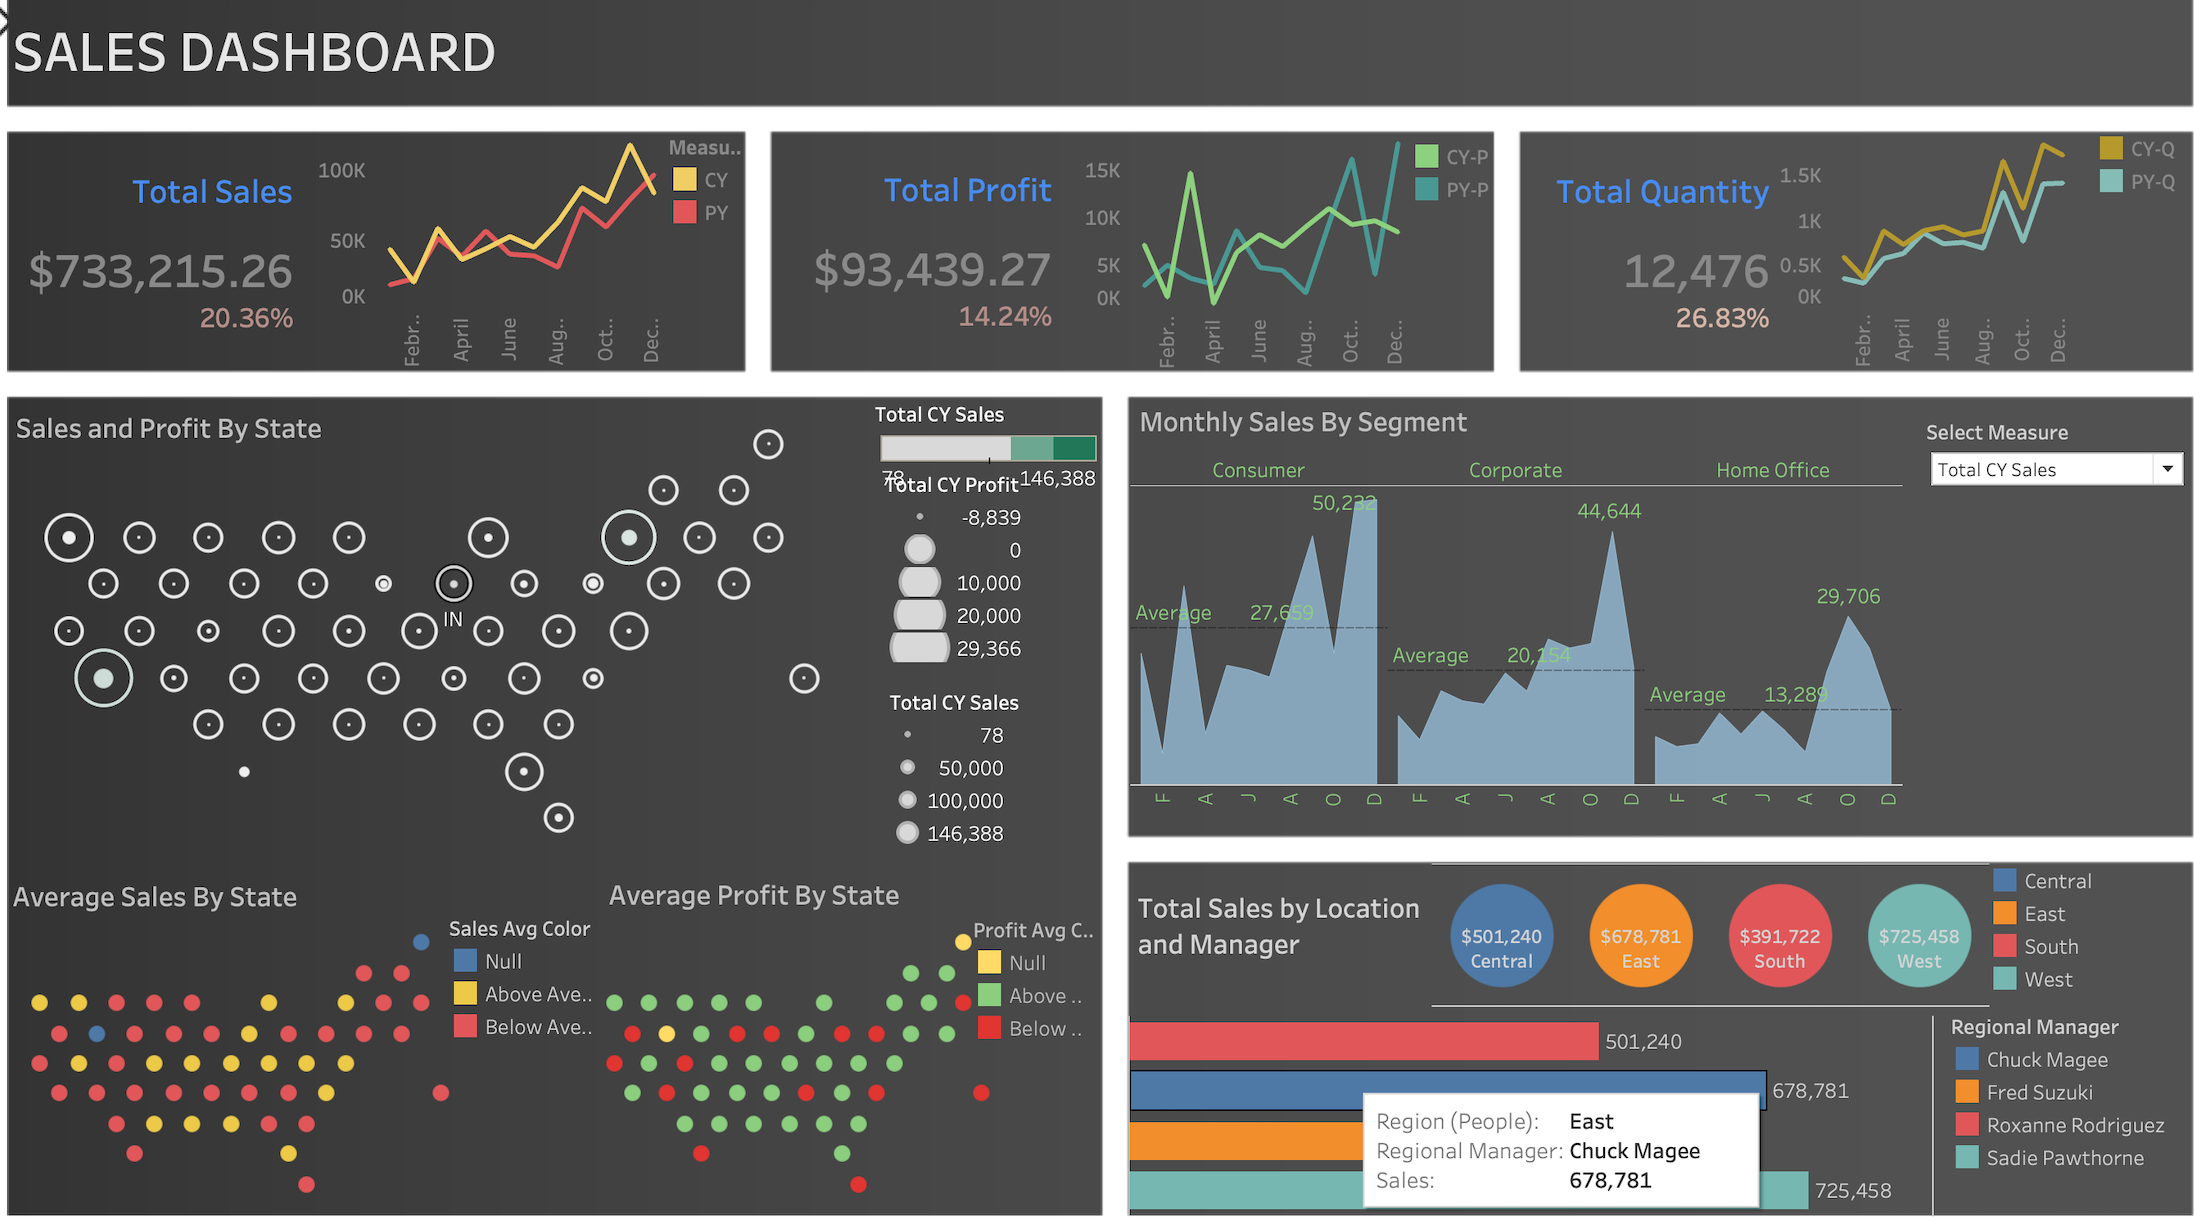 SALES DASHBOARD
Total Sales
$733,215.26
20.36%
100K
50K
0K
Febr..
April
June
Aug..
Oct..
Dec..
Measu..
CY
PY
Total Profit
$93,439.27
14.24%
15K
10K
5K
0K
Febr..
April
June
Aug..
Oct..
Dec..
CY-P
PY-P
Total Quantity
12,476
26.83%
1.5K
1K
0.5K
0K
Febr..
April
June
Aug..
Oct..
Dec..
CY-Q
PY-Q
Sales and Profit By State
IN
Total CY Sales
78
146,388
Total CY Profit
-8,839
0
10,000
20,000
29,366
Total CY Sales
78
50,000
100,000
146,388
Average Sales By State
Sales Avg Color
Null
Above Ave..
Below Ave..
Average Profit By State
Profit Avg C..
Null
Above ..
Below ..
Monthly Sales By Segment
Select Measure
Total CY Sales
Consumer
Corporate
Home Office
50,232
44,644
29,706
Average 27,659
Average 20,154
Average 13,289
F A J A O D
F A J A O D
F A J A O D
Total Sales by Location
and Manager
$501,240
Central
$678,781
East
$391,722
South
$725,458
West
Central
East
South
West
501,240
678,781
725,458
Region (People): East
Regional Manager: Chuck Magee
Sales: 678,781
Regional Manager
Chuck Magee
Fred Suzuki
Roxanne Rodriguez
Sadie Pawthorne